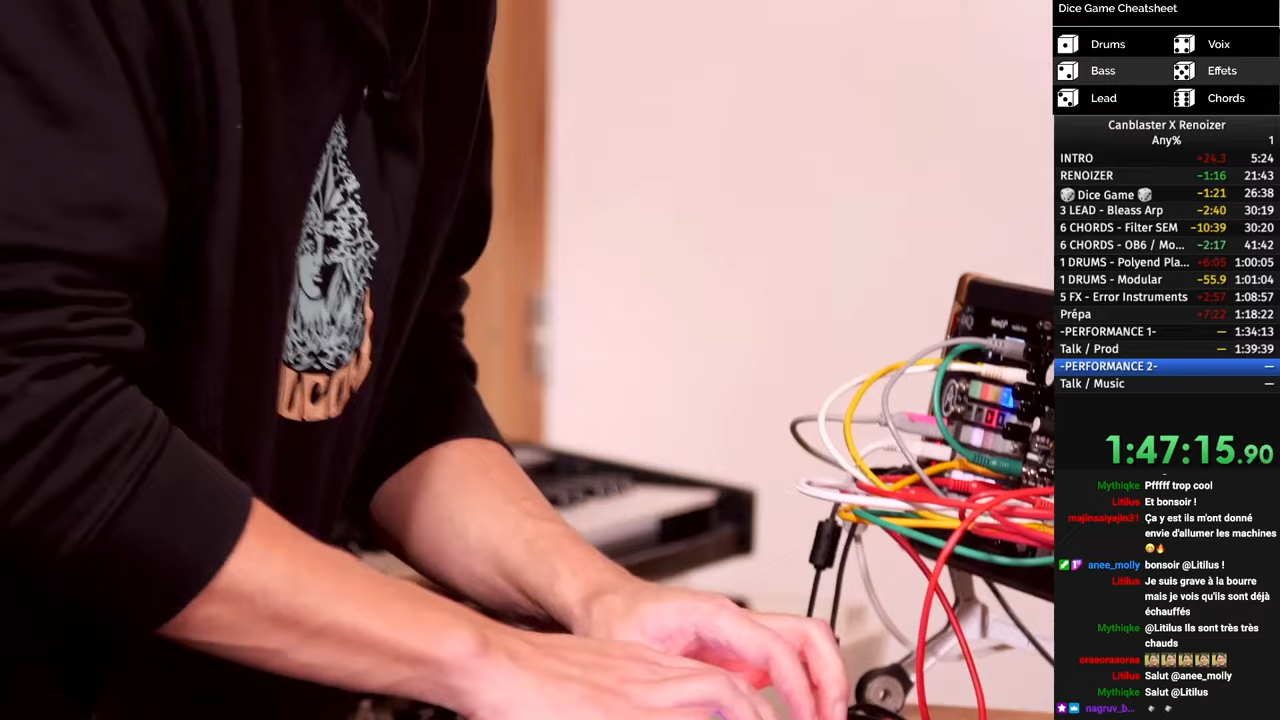 Dice Game Cheatsheet
Drums Voix
Bass Effets
Lead Chords
Canblaster X Renoizer
Any% 1
INTRO +24.3 5:24
RENOIZER −1:16 21:43
🎲 Dice Game 🎲 −1:21 26:38
3 LEAD - Bleass Arp −2:40 30:19
6 CHORDS - Filter SEM −10:39 30:20
6 CHORDS - OB6 / Mo... −2:17 41:42
1 DRUMS - Polyend Pla... +6:05 1:00:05
1 DRUMS - Modular −55.9 1:01:04
5 FX - Error Instruments +2:57 1:08:57
Prépa +7:22 1:18:22
-PERFORMANCE 1- — 1:34:13
Talk / Prod — 1:39:39
-PERFORMANCE 2- —
Talk / Music —
1:47:15.90
Mythiqke Pfffff trop cool
Litilus Et bonsoir !
majinsaiyajin31 Ça y est ils m'ont donné
envie d'allumer les machines
😁🔥
anee_molly bonsoir @Litilus !
Litilus Je suis grave à la bourre
mais je vois qu'ils sont déjà
échauffés
Mythiqke @Litilus Ils sont très très
chauds
oraaoraaoraa
Litilus Salut @anee_molly
Mythiqke Salut @Litilus
nagruv_b...